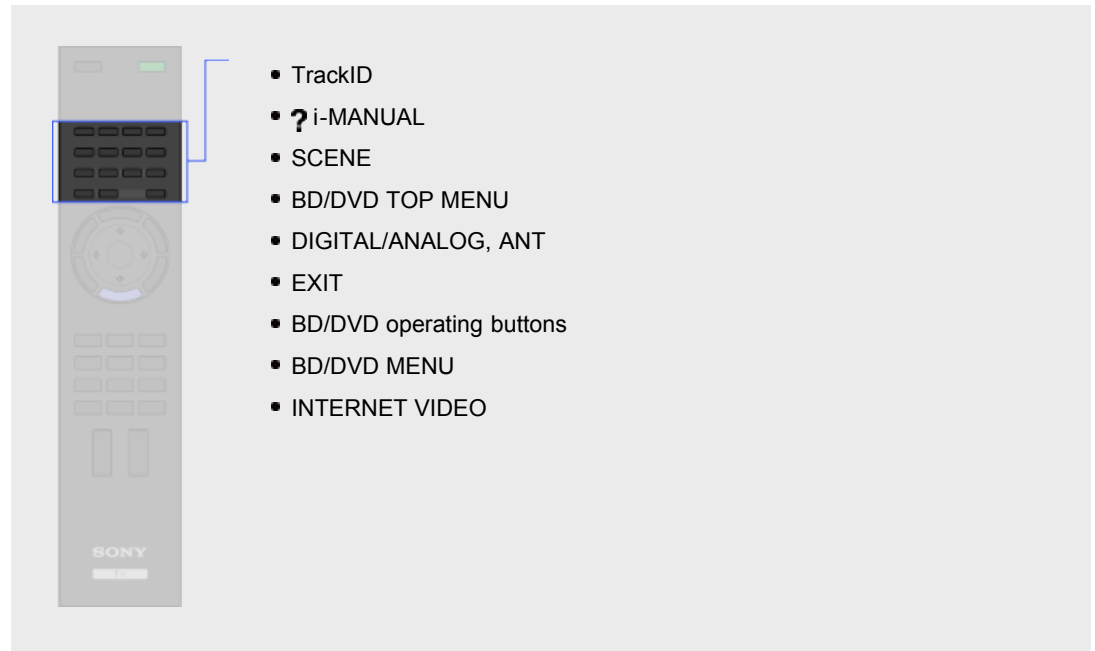 TrackID
? i-MANUAL
SCENE
BD/DVD TOP MENU
DIGITAL/ANALOG, ANT
EXIT
BD/DVD operating buttons
BD/DVD MENU
INTERNET VIDEO
SONY